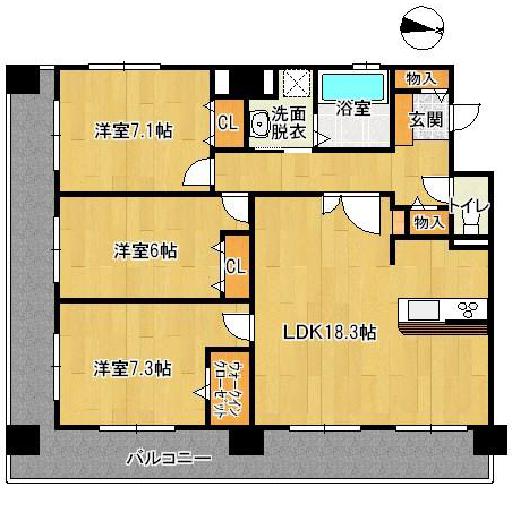 物入
洋室7.1帖
CL
洗面
脱衣
浴室
玄関
トイレ
物入
洋室6帖
CL
LDK18.3帖
洋室7.3帖
ウォークイン
クローゼット
バルコニー